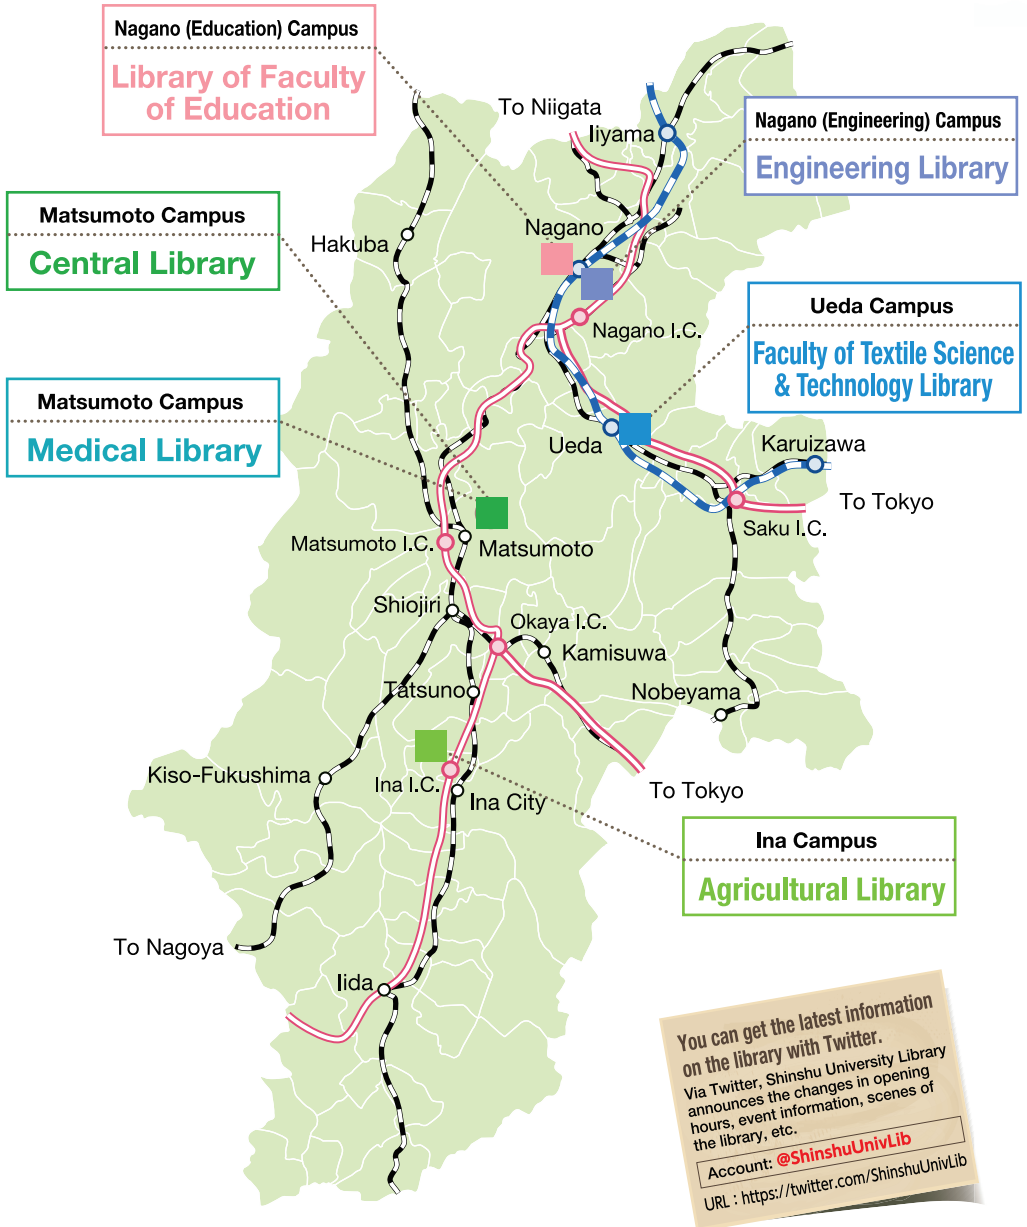 Nagano (Education) Campus
Library of Faculty
of Education
To Niigata
Iiyama
Nagano (Engineering) Campus
Engineering Library
Matsumoto Campus
Central Library
Hakuba
Nagano
Nagano I.C.
Ueda Campus
Faculty of Textile Science
& Technology Library
Matsumoto Campus
Medical Library
Ueda
Karuizawa
To Tokyo
Saku I.C.
Matsumoto I.C.
Matsumoto
Shiojiri
Okaya I.C.
Kamisuwa
Tatsuno
Nobeyama
Kiso-Fukushima
Ina I.C.
Ina City
To Tokyo
Ina Campus
Agricultural Library
To Nagoya
Iida
You can get the latest information
on the library with Twitter.
Via Twitter, Shinshu University Library
announces the changes in opening
hours, event information, scenes of
the library, etc.
Account: @ShinshuUnivLib
URL : https://twitter.com/ShinshuUnivLib